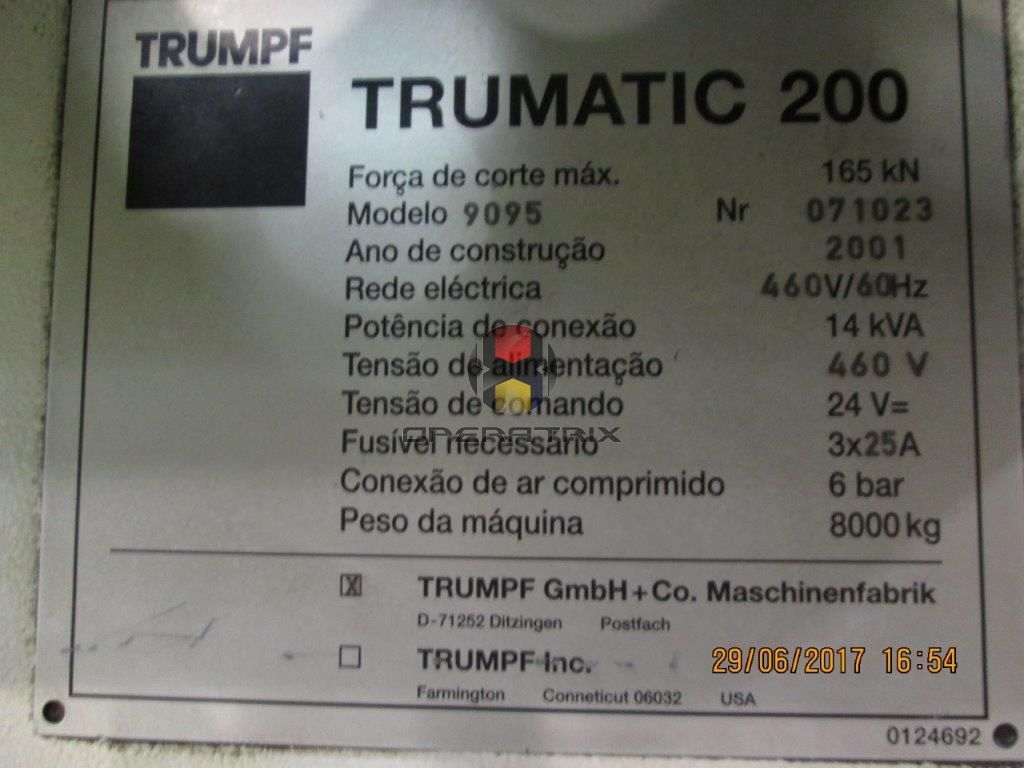 TRUMPF
TRUMATIC 200
Força de corte máx. 165 kN
Modelo 9095 Nr 071023
Ano de construção 2001
Rede eléctrica 460V/60Hz
Potência de conexão 14 kVA
Tensão de alimentação 460 V
Tensão de comando 24 V=
OPERATRIX
Fusível necessário 3x25A
Conexão de ar comprimido 6 bar
Peso da máquina 8000 kg
X TRUMPF GmbH + Co. Maschinenfabrik
D-71252 Ditzingen Postfach
TRUMPF Inc.
29/06/2017 16:54
Farmington Conneticut 06032 USA
0124692